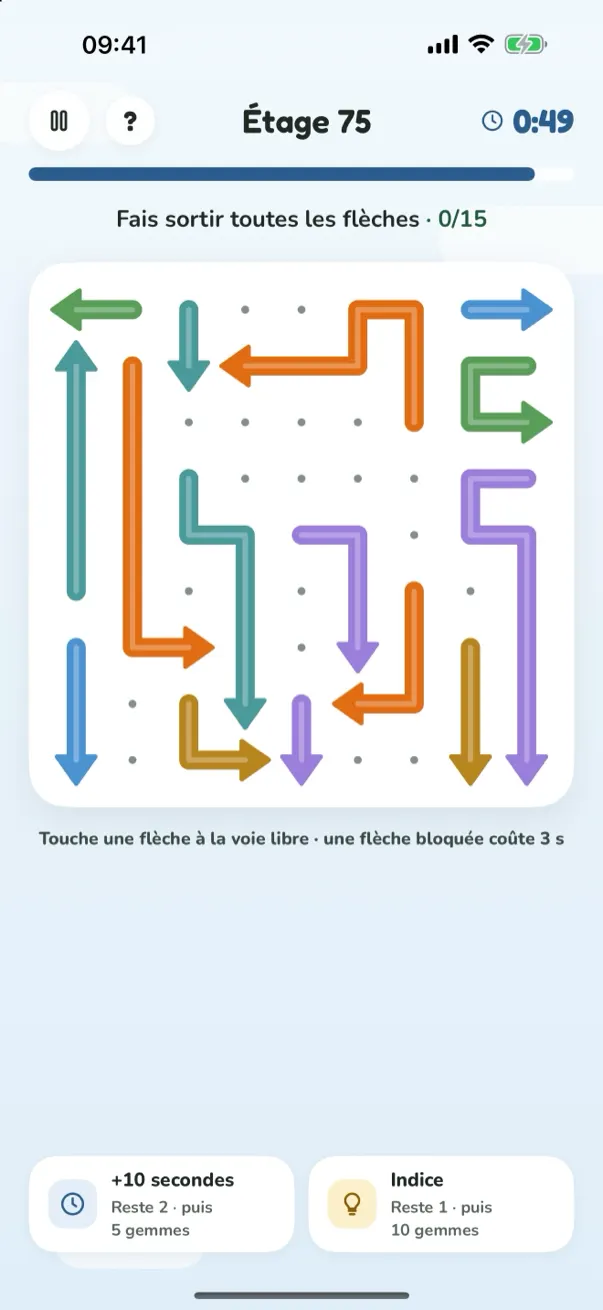 09:41
? Étage 75 0:49
Fais sortir toutes les flèches · 0/15
Touche une flèche à la voie libre · une flèche bloquée coûte 3 s
+10 secondes
Reste 2 · puis
5 gemmes
Indice
Reste 1 · puis
10 gemmes